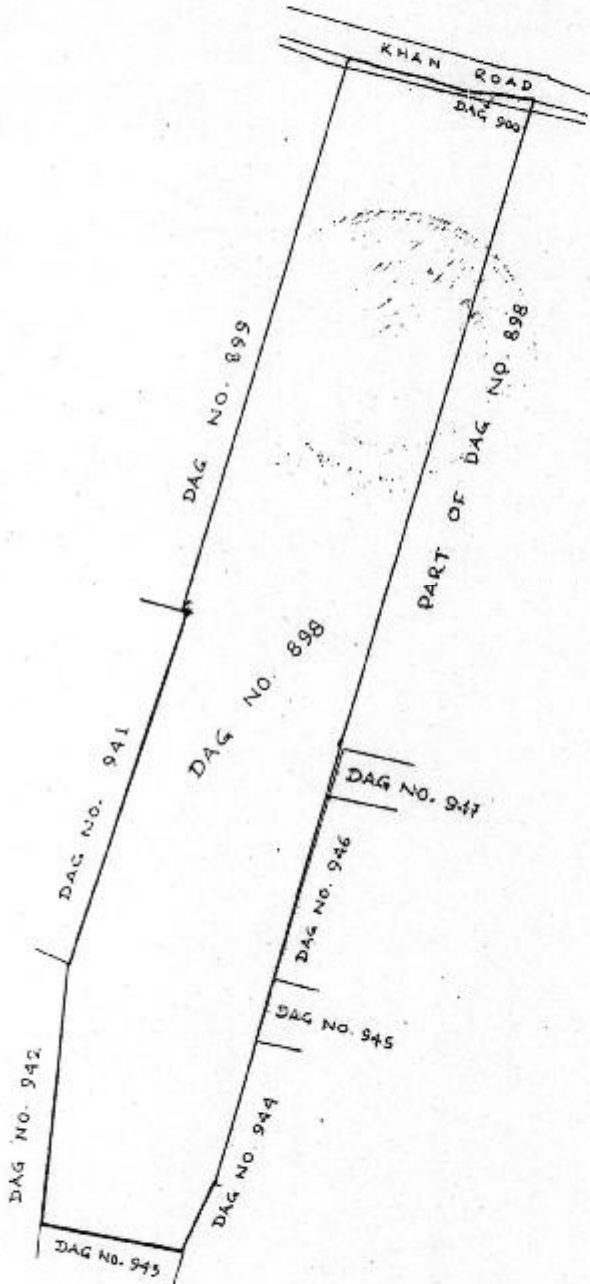 KHAN ROAD
DAG 900
DAG NO. 899
PART OF DAG NO. 898
DAG NO. 898
DAG NO. 941
DAG NO. 947
DAG NO. 946
DAG NO. 945
DAG NO. 942
DAG NO. 944
DAG NO. 943